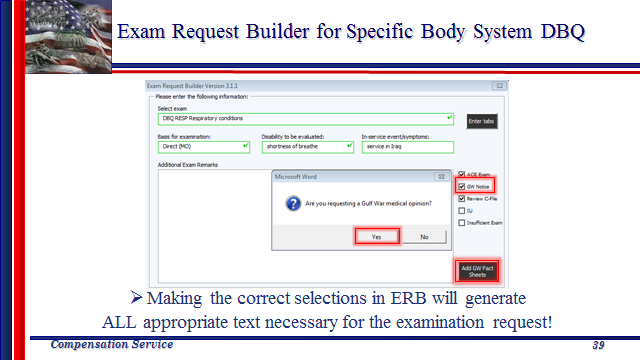 Exam Request Builder for Specific Body System DBQ
Exam Request Builder Version 3.1.1
Please enter the following information:
Select exam
DBQ RESP Respiratory conditions
Enter tabs
Basis for examination: Disability to be evaluated: In-service event/symptoms:
Direct (MO) shortness of breathe service in Iraq
Additional Exam Remarks
ACE Exam
GW Notice
Review C-File
IU
Insufficient Exam
Microsoft Word
Are you requesting a Gulf War medical opinion?
Yes No
Add GW Fact
Sheets
Making the correct selections in ERB will generate
ALL appropriate text necessary for the examination request!
Compensation Service 39